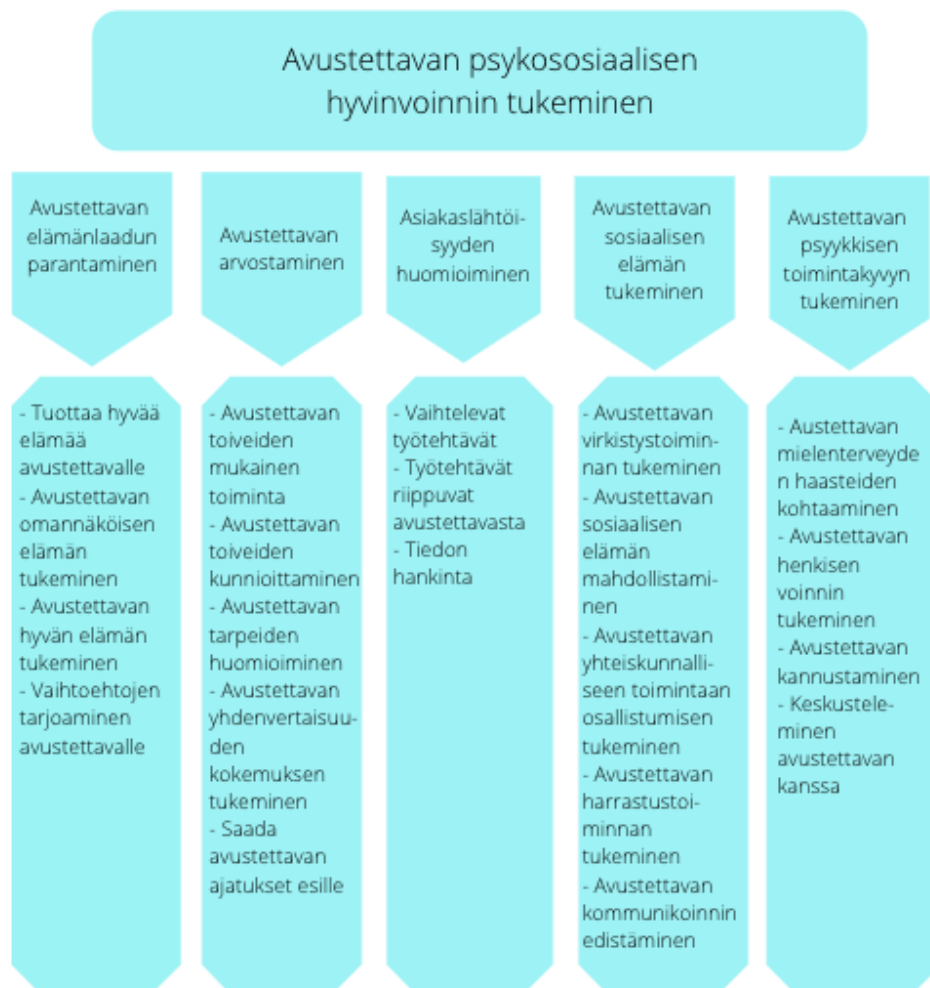 Avustettavan psykososiaalisen
hyvinvoinnin tukeminen
Avustettavan
elämänlaadun
parantaminen
Avustettavan
arvostaminen
Asiakaslähtöi-
syyden
huomioiminen
Avustettavan
sosiaalisen
elämän
tukeminen
Avustettavan
psyykkisen
toimintakyvyn
tukeminen
- Tuottaa hyvää
elämää
avustettavalle
- Avustettavan
omannäköisen
elämän
tukeminen
- Avustettavan
hyvän elämän
tukeminen
- Vaihtoehtojen
tarjoaminen
avustettavalle
- Avustettavan
toiveiden
mukainen
toiminta
- Avustettavan
toiveiden
kunnioittaminen
- Avustettavan
tarpeiden
huomioiminen
- Avustettavan
yhdenvertaisuu-
den
kokemuksen
tukeminen
- Saada
avustettavan
ajatukset esille
- Vaihtelevat
työtehtävät
- Työtehtävät
riippuvat
avustettavasta
- Tiedon
hankinta
- Avustettavan
virkistystoimin-
nan tukeminen
- Avustettavan
sosiaalisen
elämän
mahdollistami-
nen
- Avustettavan
yhteiskunnalli-
seen toimintaan
osallistumisen
tukeminen
- Avustettavan
harrastustoi-
minnan
tukeminen
- Avustettavan
kommunikoinnin
edistäminen
- Austettavan
mielenterveyde
n haasteiden
kohtaaminen
- Avustettavan
henkisen
voinnin
tukeminen
- Avustettavan
kannustaminen
- Keskustele-
minen
avustettavan
kanssa